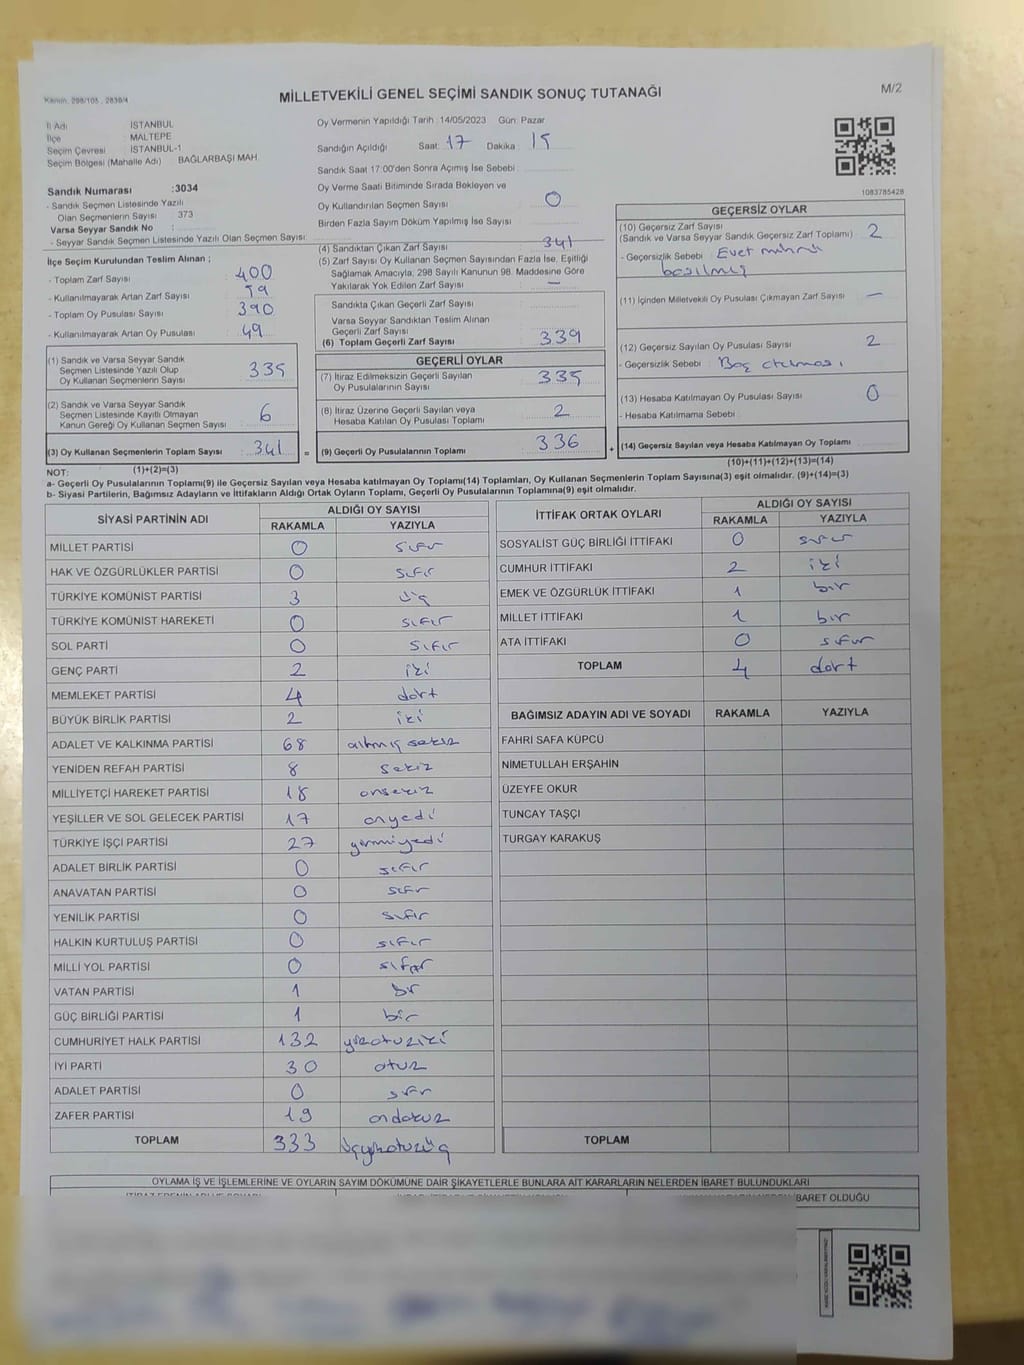 M/2
Kanun: 298/105 , 2839/4
MİLLETVEKİLİ GENEL SEÇİMİ SANDIK SONUÇ TUTANAĞI
İl Adı : İSTANBUL
İlçe : MALTEPE
Seçim Çevresi : İSTANBUL-1
Seçim Bölgesi (Mahalle Adı) : BAĞLARBAŞI MAH.
Sandık Numarası :3034
- Sandık Seçmen Listesinde Yazılı
Olan Seçmenlerin Sayısı : 373
Varsa Seyyar Sandık No :
- Seyyar Sandık Seçmen Listesinde Yazılı Olan Seçmen Sayısı:
İlçe Seçim Kurulundan Teslim Alınan ;
- Toplam Zarf Sayısı : 400
- Kullanılmayarak Artan Zarf Sayısı : 59
- Toplam Oy Pusulası Sayısı : 390
- Kullanılmayarak Artan Oy Pusulası : 49
(1) Sandık ve Varsa Seyyar Sandık
Seçmen Listesinde Yazılı Olup
Oy Kullanan Seçmenlerin Sayısı : 335
(2) Sandık ve Varsa Seyyar Sandık
Seçmen Listesinde Kayıtlı Olmayan
Kanun Gereği Oy Kullanan Seçmen Sayısı : 6
(3) Oy Kullanan Seçmenlerin Toplam Sayısı : 341
(1)+(2)=(3)
Oy Vermenin Yapıldığı Tarih :14/05/2023 Gün: Pazar
Sandığın Açıldığı Saat: 17 Dakika : 15
Sandık Saat 17:00'den Sonra Açılmış İse Sebebi :
Oy Verme Saati Bitiminde Sırada Bekleyen ve
Oy Kullandırılan Seçmen Sayısı : 0
Birden Fazla Sayım Döküm Yapılmış İse Sayısı :
(4) Sandıktan Çıkan Zarf Sayısı : 341
(5) Zarf Sayısı Oy Kullanan Seçmen Sayısından Fazla İse, Eşitliği
Sağlamak Amacıyla, 298 Sayılı Kanunun 98. Maddesine Göre
Yakılarak Yok Edilen Zarf Sayısı : —
Sandıkta Çıkan Geçerli Zarf Sayısı :
Varsa Seyyar Sandıktan Teslim Alınan
Geçerli Zarf Sayısı :
(6) Toplam Geçerli Zarf Sayısı : 339
GEÇERLİ OYLAR
(7) İtiraz Edilmeksizin Geçerli Sayılan
Oy Pusulalarının Sayısı : 335
(8) İtiraz Üzerine Geçerli Sayılan veya
Hesaba Katılan Oy Pusulası Toplamı : 2
(9) Geçerli Oy Pusulalarının Toplamı : 336
1083785428
GEÇERSİZ OYLAR
(10) Geçersiz Zarf Sayısı
(Sandık ve Varsa Seyyar Sandık Geçersiz Zarf Toplamı) : 2
- Geçersizlik Sebebi : Evet mührü
basılmış
(11) İçinden Milletvekili Oy Pusulası Çıkmayan Zarf Sayısı : —
(12) Geçersiz Sayılan Oy Pusulası Sayısı : 2
- Geçersizlik Sebebi : Boş atılması
(13) Hesaba Katılmayan Oy Pusulası Sayısı : 0
- Hesaba Katılmama Sebebi :
+ (14) Geçersiz Sayılan veya Hesaba Katılmayan Oy Toplamı
(10)+(11)+(12)+(13)=(14)
NOT:
a- Geçerli Oy Pusulalarının Toplamı(9) ile Geçersiz Sayılan veya Hesaba Katılmayan Oy Toplamı(14) Toplamları, Oy Kullanan Seçmenlerin Toplam Sayısına(3) eşit olmalıdır. (9)+(14)=(3)
b- Siyasi Partilerin, Bağımsız Adayların ve İttifakların Aldığı Ortak Oyların Toplamı, Geçerli Oy Pusulalarının Toplamına(9) eşit olmalıdır.
SİYASİ PARTİNİN ADI ALDIĞI OY SAYISI
RAKAMLA YAZIYLA
MİLLET PARTİSİ 0 sıfır
HAK VE ÖZGÜRLÜKLER PARTİSİ 0 sıfır
TÜRKİYE KOMÜNİST PARTİSİ 3 üç
TÜRKİYE KOMÜNİST HAREKETİ 0 sıfır
SOL PARTİ 0 sıfır
GENÇ PARTİ 2 iki
MEMLEKET PARTİSİ 4 dört
BÜYÜK BİRLİK PARTİSİ 2 iki
ADALET VE KALKINMA PARTİSİ 68 altmış sekiz
YENİDEN REFAH PARTİSİ 8 sekiz
MİLLİYETÇİ HAREKET PARTİSİ 18 onsekiz
YEŞİLLER VE SOL GELECEK PARTİSİ 17 onyedi
TÜRKİYE İŞÇİ PARTİSİ 27 yirmiyedi
ADALET BİRLİK PARTİSİ 0 sıfır
ANAVATAN PARTİSİ 0 sıfır
YENİLİK PARTİSİ 0 sıfır
HALKIN KURTULUŞ PARTİSİ 0 sıfır
MİLLİ YOL PARTİSİ 0 sıfır
VATAN PARTİSİ 1 bir
GÜÇ BİRLİĞİ PARTİSİ 1 bir
CUMHURİYET HALK PARTİSİ 132 yüzotuziki
İYİ PARTİ 30 otuz
ADALET PARTİSİ 0 sıfır
ZAFER PARTİSİ 19 ondokuz
TOPLAM 333 üçyüzotuzüç
İTTİFAK ORTAK OYLARI ALDIĞI OY SAYISI
RAKAMLA YAZIYLA
SOSYALİST GÜÇ BİRLİĞİ İTTİFAKI 0 sıfır
CUMHUR İTTİFAKI 2 iki
EMEK VE ÖZGÜRLÜK İTTİFAKI 1 bir
MİLLET İTTİFAKI 1 bir
ATA İTTİFAKI 0 sıfır
TOPLAM 4 dört
BAĞIMSIZ ADAYIN ADI VE SOYADI RAKAMLA YAZIYLA
FAHRİ SAFA KÜPCÜ
NİMETULLAH ERŞAHİN
ÜZEYFE OKUR
TUNCAY TAŞÇI
TURGAY KARAKUŞ
TOPLAM
OYLAMA İŞ VE İŞLEMLERİNE VE OYLARIN SAYIM DÖKÜMÜNE DAİR ŞİKAYETLERLE BUNLARA AİT KARARLARIN NELERDEN İBARET BULUNDUKLARI
İBARET OLDUĞU